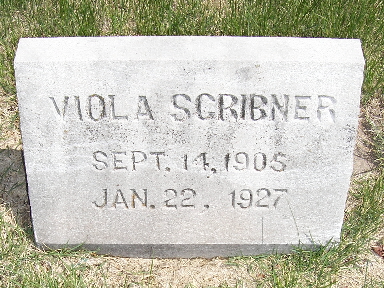 VIOLA SCRIBNER
SEPT. 14, 1905
JAN. 22, 1927